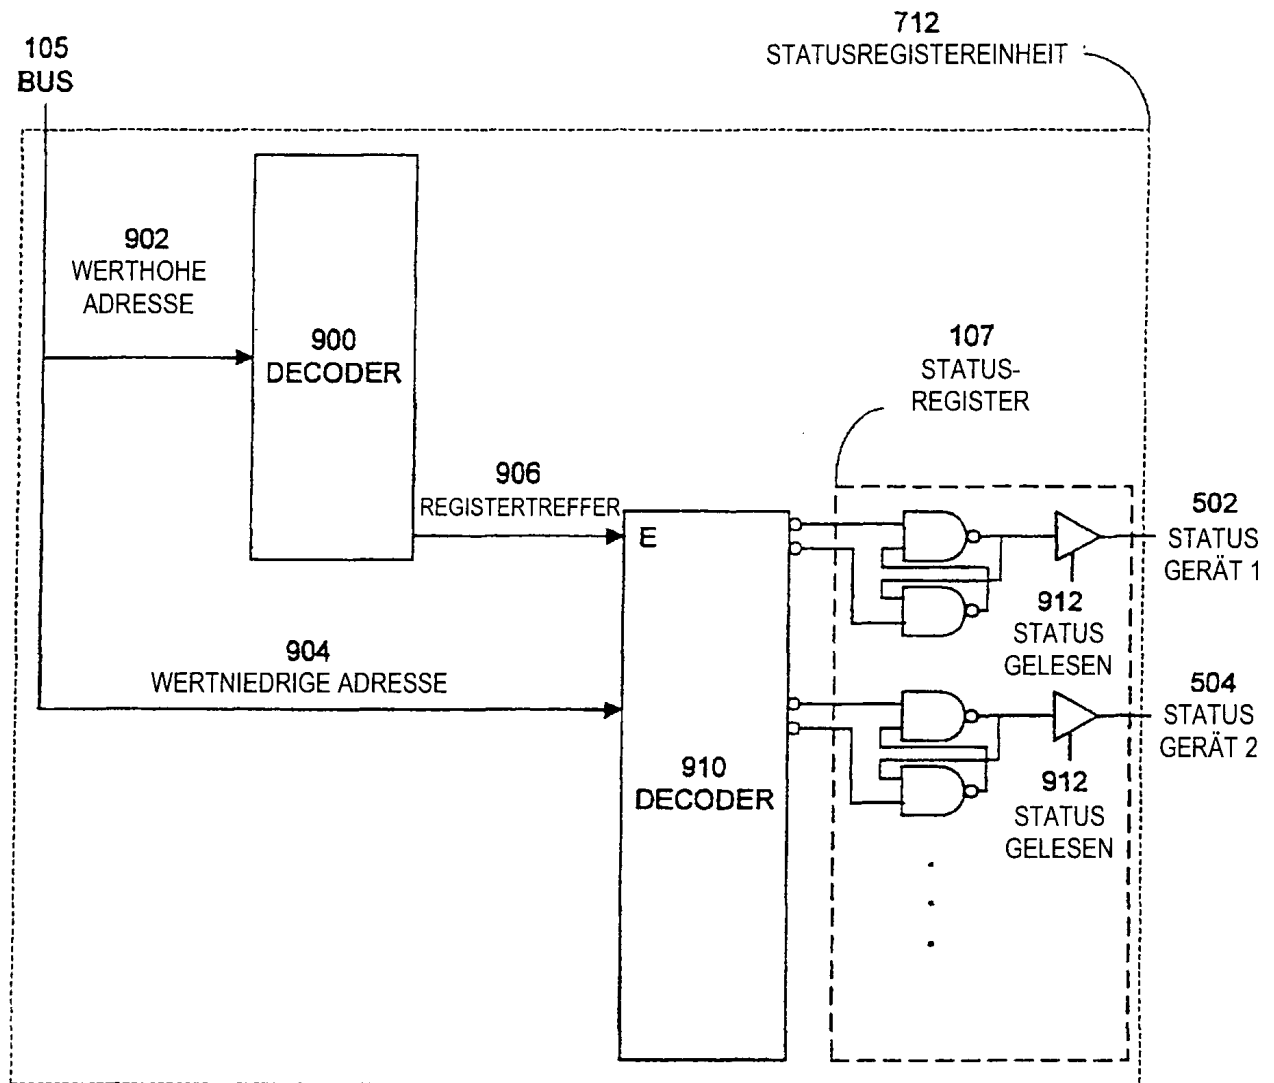 712
STATUSREGISTEREINHEIT
105
BUS
902
WERTHOHE
ADRESSE
900
DECODER
107
STATUS-
REGISTER
906
REGISTERTREFFER
E
502
STATUS
GERÄT 1
912
STATUS
GELESEN
904
WERTNIEDRIGE ADRESSE
504
STATUS
GERÄT 2
910
DECODER
912
STATUS
GELESEN